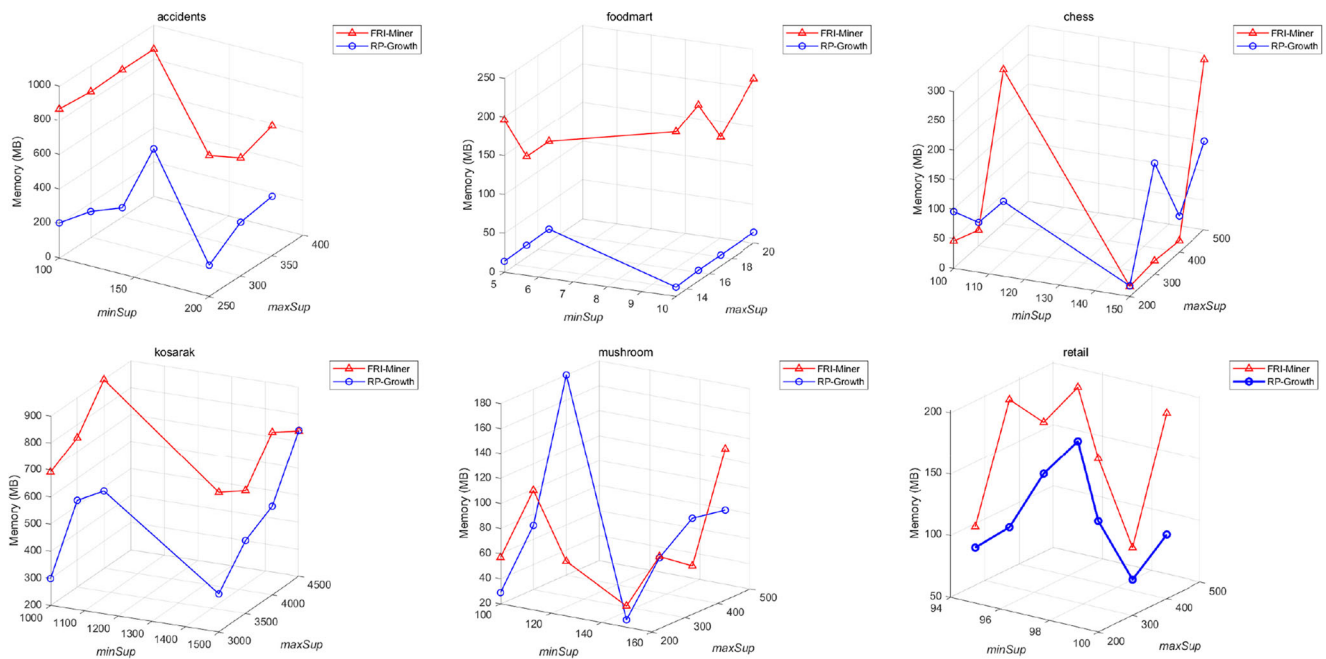 accidents
FRI-Miner
RP-Growth
1000
800
600
400
200
0
Memory (MB)
100
150
200
minSup
250
300
350
400
maxSup
foodmart
FRI-Miner
RP-Growth
250
200
150
100
50
0
Memory (MB)
5
6
7
8
9
10
minSup
14
16
18
20
maxSup
chess
FRI-Miner
RP-Growth
300
250
200
150
100
50
0
Memory (MB)
100
110
120
130
140
150
minSup
200
300
400
500
maxSup
kosarak
FRI-Miner
RP-Growth
900
800
700
600
500
400
300
200
Memory (MB)
1000
1100
1200
1300
1400
1500
minSup
3000
3500
4000
4500
maxSup
mushroom
FRI-Miner
RP-Growth
180
160
140
120
100
80
60
40
20
Memory (MB)
100
120
140
160
minSup
200
300
400
500
maxSup
retail
FRI-Miner
RP-Growth
200
150
100
50
Memory (MB)
94
96
98
100
minSup
200
300
400
500
maxSup